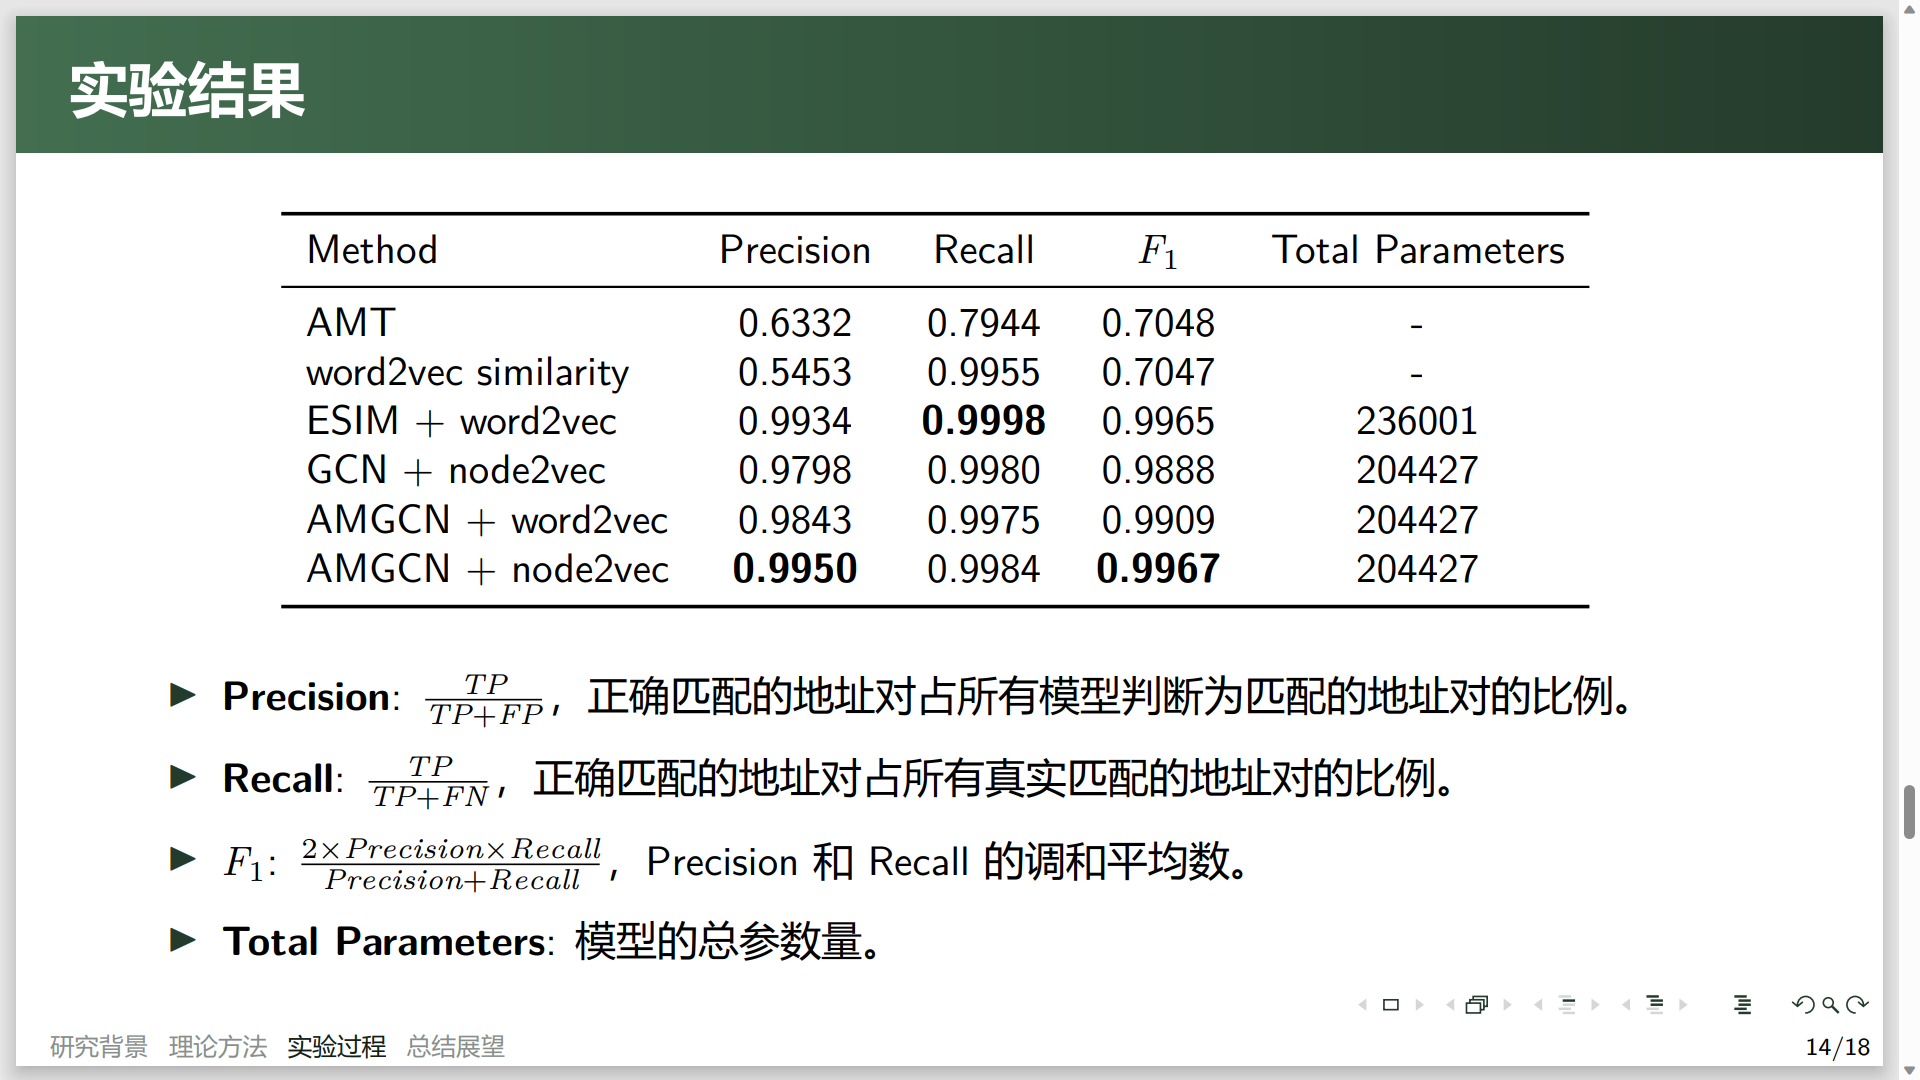 实验结果
Method Precision Recall F₁ Total Parameters
AMT 0.6332 0.7944 0.7048 -
word2vec similarity 0.5453 0.9955 0.7047 -
ESIM + word2vec 0.9934 0.9998 0.9965 236001
GCN + node2vec 0.9798 0.9980 0.9888 204427
AMGCN + word2vec 0.9843 0.9975 0.9909 204427
AMGCN + node2vec 0.9950 0.9984 0.9967 204427
▶ Precision: TP/(TP+FP)，正确匹配的地址对占所有模型判断为匹配的地址对的比例。
▶ Recall: TP/(TP+FN)，正确匹配的地址对占所有真实匹配的地址对的比例。
▶ F₁: (2×Precision×Recall)/(Precision+Recall)，Precision 和 Recall 的调和平均数。
▶ Total Parameters: 模型的总参数量。
研究背景 理论方法 实验过程 总结展望 14/18